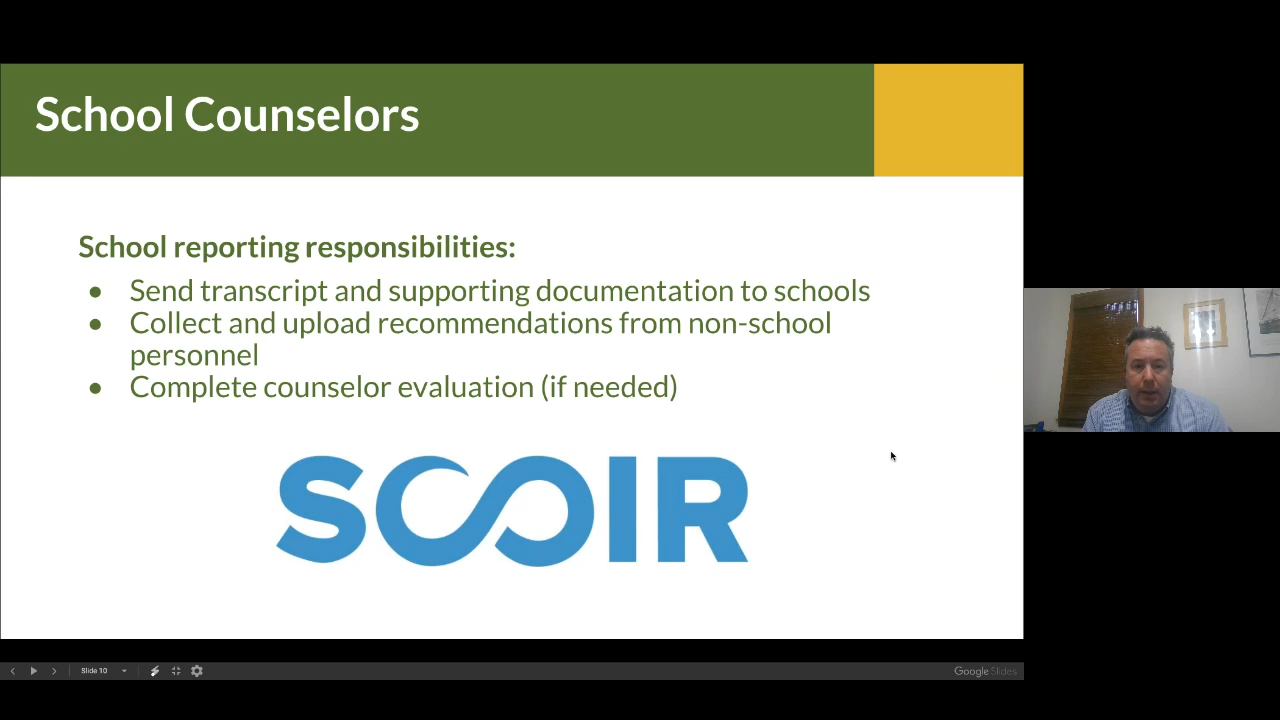 School Counselors
School reporting responsibilities:
● Send transcript and supporting documentation to schools
● Collect and upload recommendations from non-school
personnel
● Complete counselor evaluation (if needed)
SCOIR
Slide 10
Google Slides